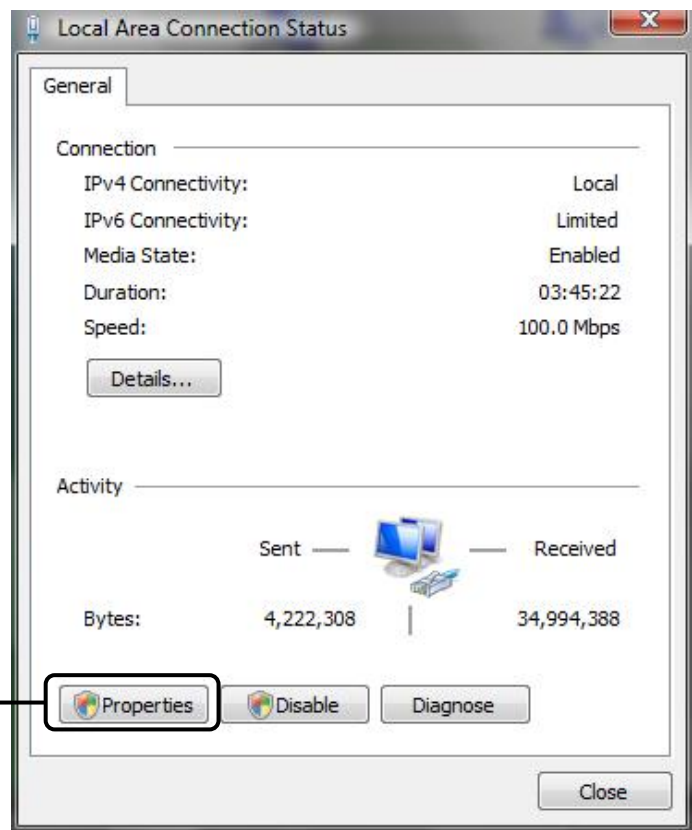 Local Area Connection Status
General
Connection
IPv4 Connectivity: Local
IPv6 Connectivity: Limited
Media State: Enabled
Duration: 03:45:22
Speed: 100.0 Mbps
Details...
Activity
Sent Received
Bytes: 4,222,308 34,994,388
Properties Disable Diagnose
Close